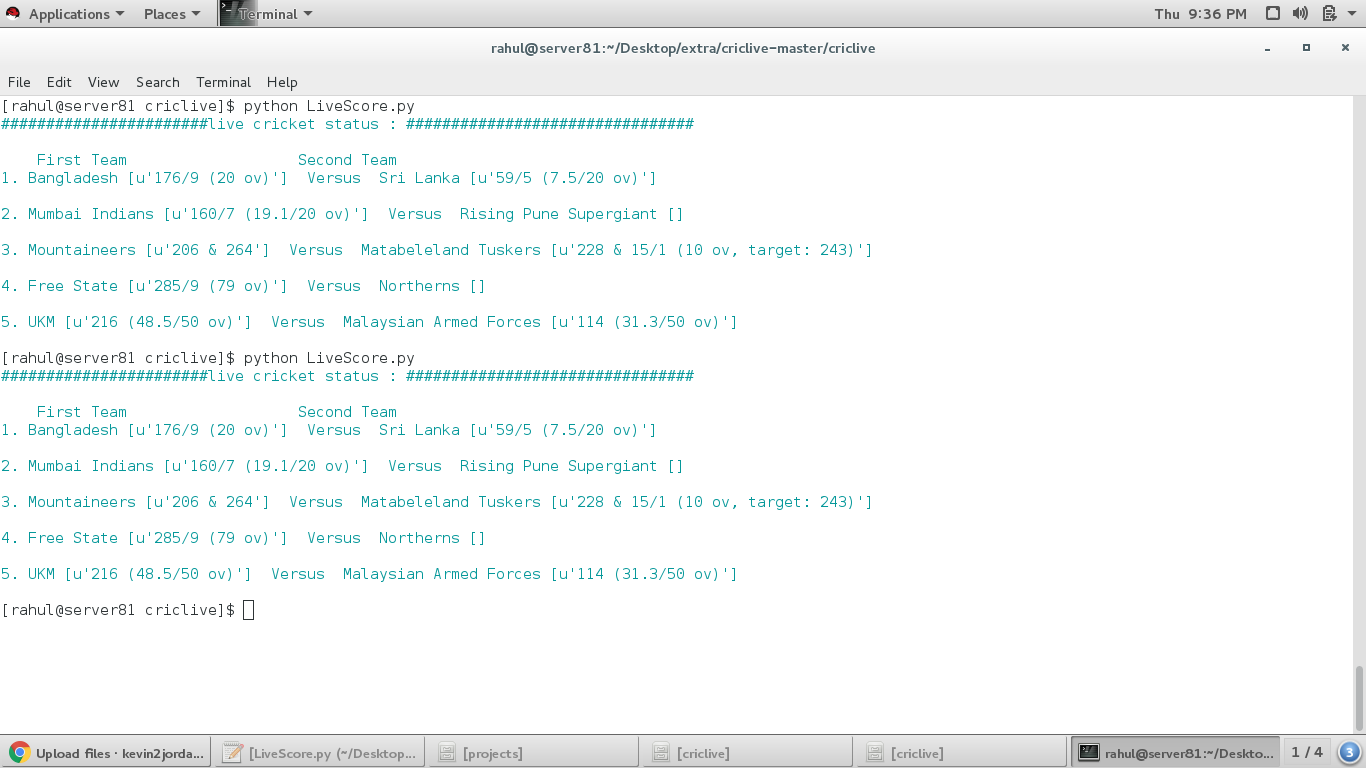 Applications Places Terminal Thu 9:36 PM
rahul@server81:~/Desktop/extra/criclive-master/criclive
File Edit View Search Terminal Help
[rahul@server81 criclive]$ python LiveScore.py
#######################live cricket status : ################################
First Team Second Team
1. Bangladesh [u'176/9 (20 ov)'] Versus Sri Lanka [u'59/5 (7.5/20 ov)']
2. Mumbai Indians [u'160/7 (19.1/20 ov)'] Versus Rising Pune Supergiant []
3. Mountaineers [u'206 & 264'] Versus Matabeleland Tuskers [u'228 & 15/1 (10 ov, target: 243)']
4. Free State [u'285/9 (79 ov)'] Versus Northerns []
5. UKM [u'216 (48.5/50 ov)'] Versus Malaysian Armed Forces [u'114 (31.3/50 ov)']
[rahul@server81 criclive]$ python LiveScore.py
#######################live cricket status : ################################
First Team Second Team
1. Bangladesh [u'176/9 (20 ov)'] Versus Sri Lanka [u'59/5 (7.5/20 ov)']
2. Mumbai Indians [u'160/7 (19.1/20 ov)'] Versus Rising Pune Supergiant []
3. Mountaineers [u'206 & 264'] Versus Matabeleland Tuskers [u'228 & 15/1 (10 ov, target: 243)']
4. Free State [u'285/9 (79 ov)'] Versus Northerns []
5. UKM [u'216 (48.5/50 ov)'] Versus Malaysian Armed Forces [u'114 (31.3/50 ov)']
[rahul@server81 criclive]$
Upload files · kevin2jorda... [LiveScore.py (~/Desktop... [projects] [criclive] [criclive] rahul@server81:~/Deskto... 1 / 4 3